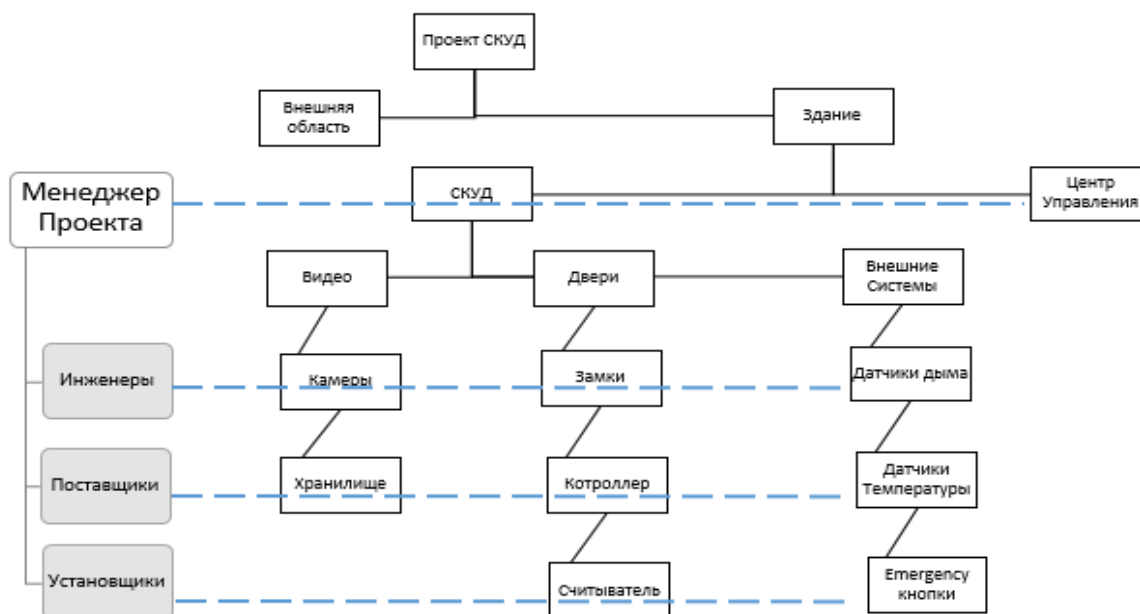 Проект СКУД
Внешняя
область
Здание
Менеджер
Проекта
СКУД
Центр
Управления
Видео
Двери
Внешние
Системы
Инженеры
Камеры
Замки
Датчики дыма
Поставщики
Хранилище
Котроллер
Датчики
Температуры
Установщики
Считыватель
Emergency
кнопки